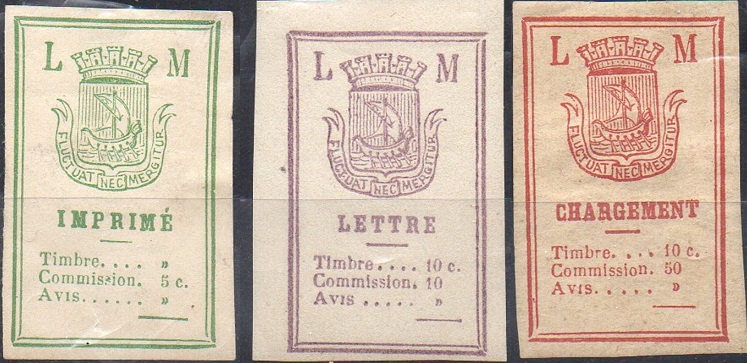 L M
FLUCTUAT NEC MERGITUR
IMPRIMÉ
Timbre.... »
Commission. 5 c.
Avis...... »
L M
FLUCTUAT NEC MERGITUR
LETTRE
Timbre.... 10 c.
Commission. 10
Avis..... »
L M
FLUCTUAT NEC MERGITUR
CHARGEMENT
Timbre.... 10 c.
Commission. 50
Avis..... »